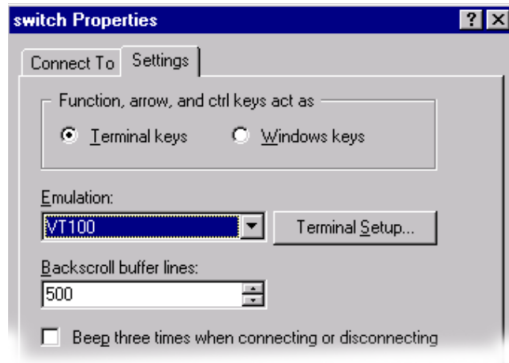 switch Properties
Connect To
Settings
Function, arrow, and ctrl keys act as
Terminal keys
Windows keys
Emulation:
VT100
Terminal Setup...
Backscroll buffer lines:
500
Beep three times when connecting or disconnecting